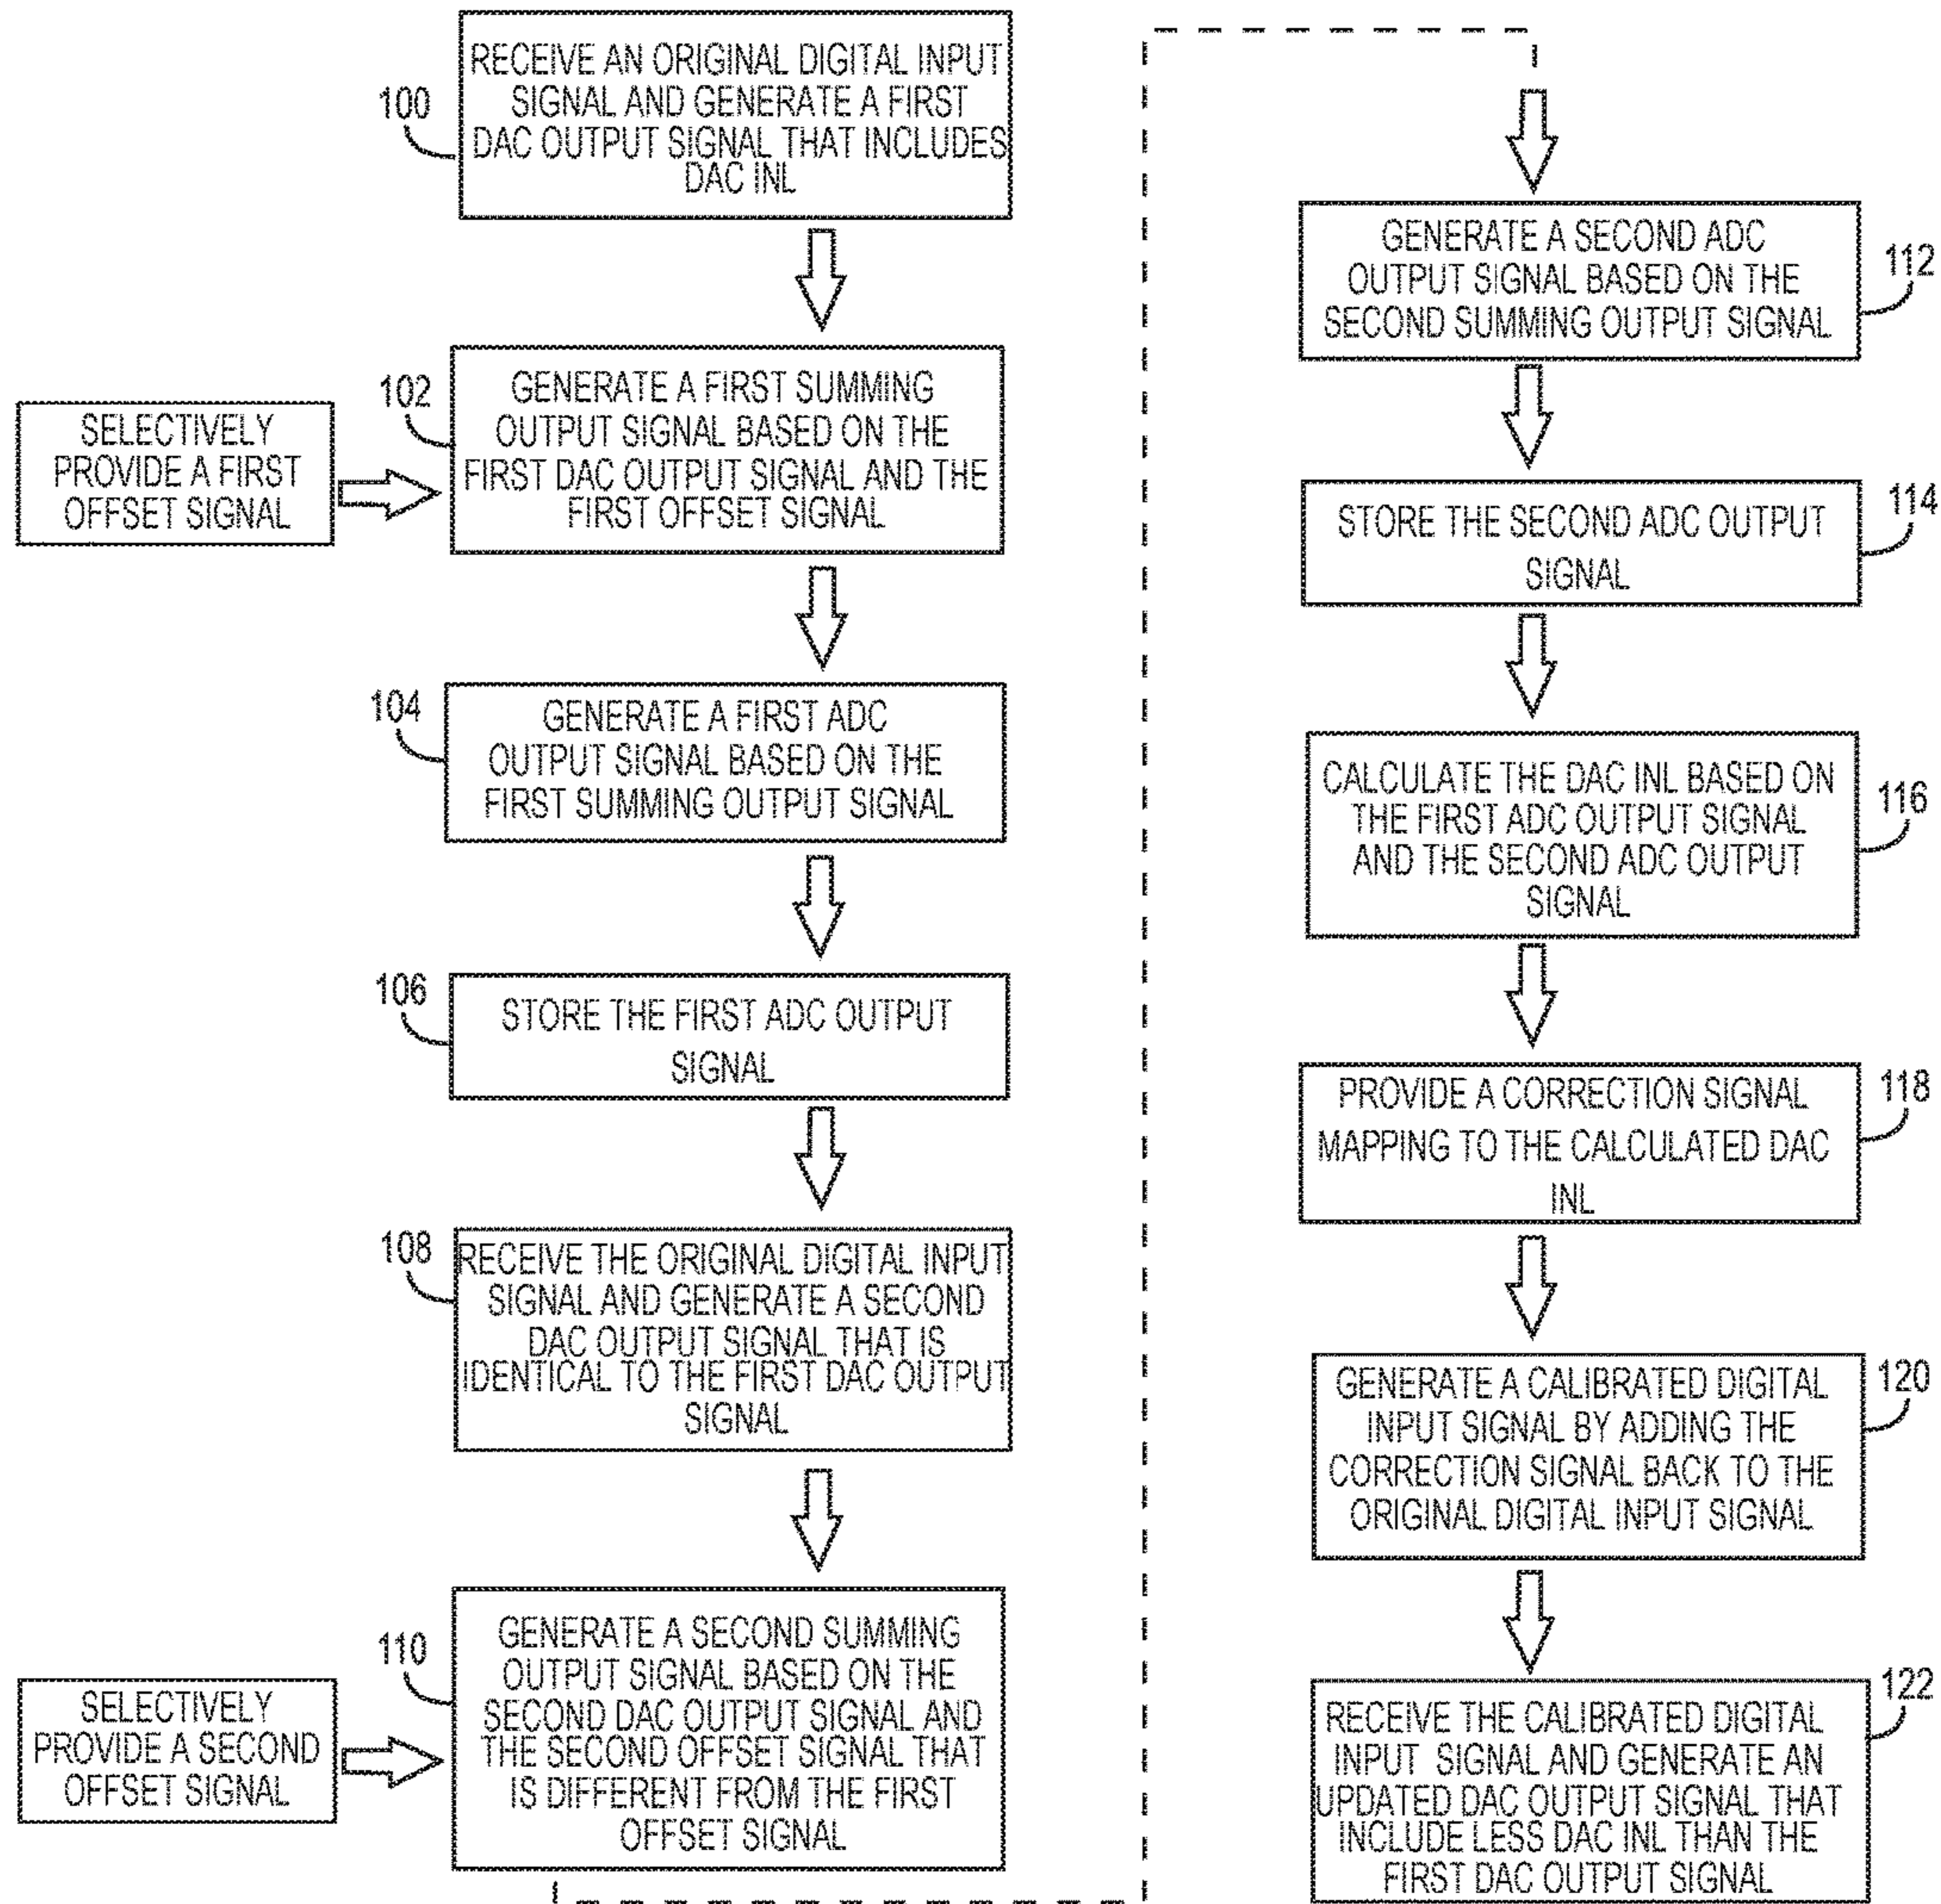 100
RECEIVE AN ORIGINAL DIGITAL INPUT
SIGNAL AND GENERATE A FIRST
DAC OUTPUT SIGNAL THAT INCLUDES
DAC INL
SELECTIVELY
PROVIDE A FIRST
OFFSET SIGNAL
102
GENERATE A FIRST SUMMING
OUTPUT SIGNAL BASED ON THE
FIRST DAC OUTPUT SIGNAL AND THE
FIRST OFFSET SIGNAL
104
GENERATE A FIRST ADC
OUTPUT SIGNAL BASED ON THE
FIRST SUMMING OUTPUT SIGNAL
106
STORE THE FIRST ADC OUTPUT
SIGNAL
108
RECEIVE THE ORIGINAL DIGITAL INPUT
SIGNAL AND GENERATE A SECOND
DAC OUTPUT SIGNAL THAT IS
IDENTICAL TO THE FIRST DAC OUTPUT
SIGNAL
SELECTIVELY
PROVIDE A SECOND
OFFSET SIGNAL
110
GENERATE A SECOND SUMMING
OUTPUT SIGNAL BASED ON THE
SECOND DAC OUTPUT SIGNAL AND
THE SECOND OFFSET SIGNAL THAT
IS DIFFERENT FROM THE FIRST
OFFSET SIGNAL
GENERATE A SECOND ADC
OUTPUT SIGNAL BASED ON THE
SECOND SUMMING OUTPUT SIGNAL
112
STORE THE SECOND ADC OUTPUT
SIGNAL
114
CALCULATE THE DAC INL BASED ON
THE FIRST ADC OUTPUT SIGNAL
AND THE SECOND ADC OUTPUT
SIGNAL
116
PROVIDE A CORRECTION SIGNAL
MAPPING TO THE CALCULATED DAC
INL
118
GENERATE A CALIBRATED DIGITAL
INPUT SIGNAL BY ADDING THE
CORRECTION SIGNAL BACK TO THE
ORIGINAL DIGITAL INPUT SIGNAL
120
RECEIVE THE CALIBRATED DIGITAL
INPUT SIGNAL AND GENERATE AN
UPDATED DAC OUTPUT SIGNAL THAT
INCLUDE LESS DAC INL THAN THE
FIRST DAC OUTPUT SIGNAL
122